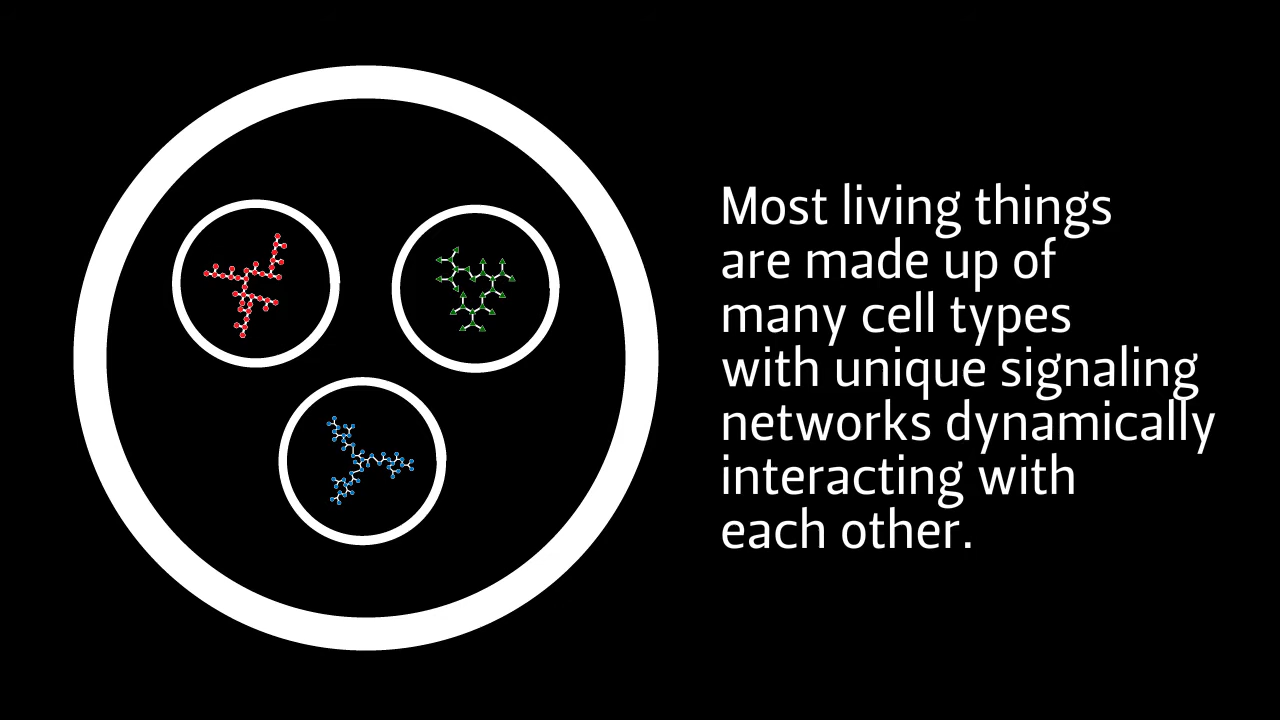 Most living things
are made up of
many cell types
with unique signaling
networks dynamically
interacting with
each other.